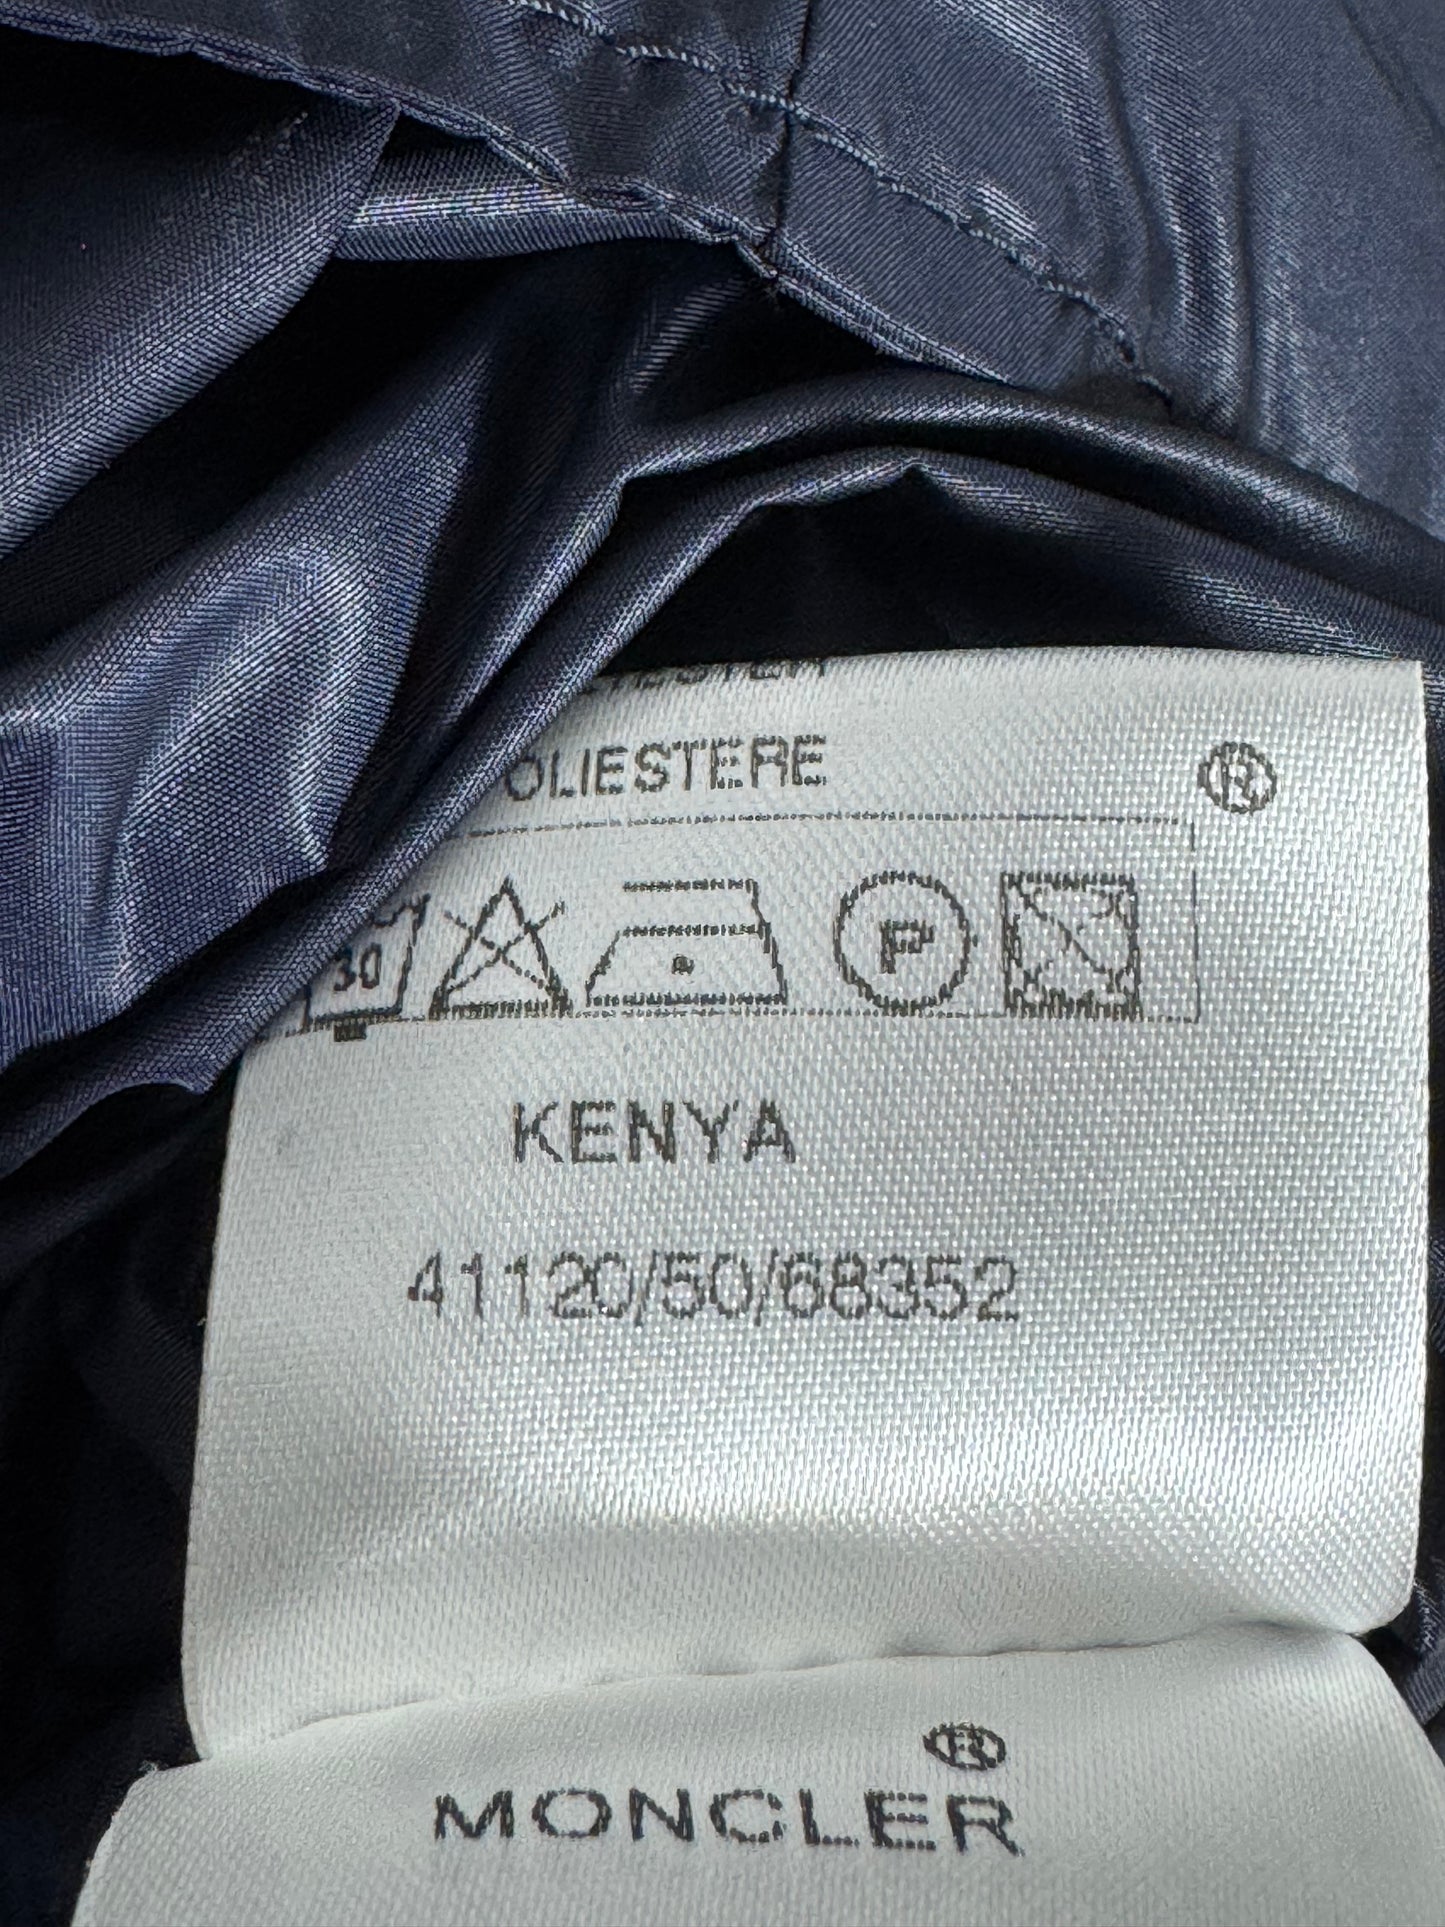 OLIESTERE
®
30
P
KENYA
41120/50/68352
®
MONCLER